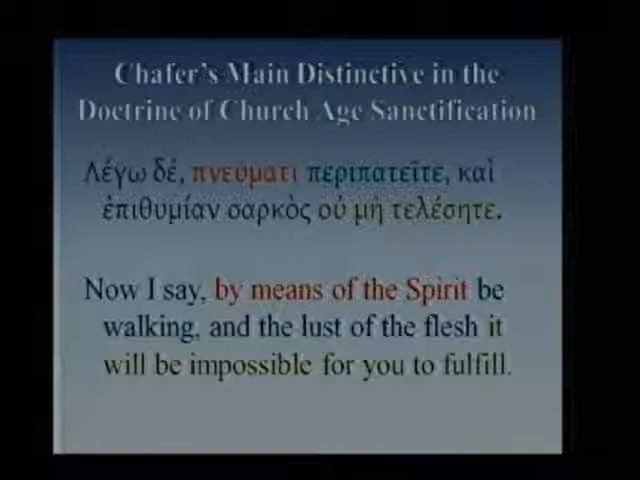 Chafer's Main Distinctive in the
Doctrine of Church Age Sanctification
Λέγω δέ, πνεύματι περιπατεῖτε, καὶ
ἐπιθυμίαν σαρκὸς οὐ μὴ τελέσητε.
Now I say, by means of the Spirit be
walking, and the lust of the flesh it
will be impossible for you to fulfill.